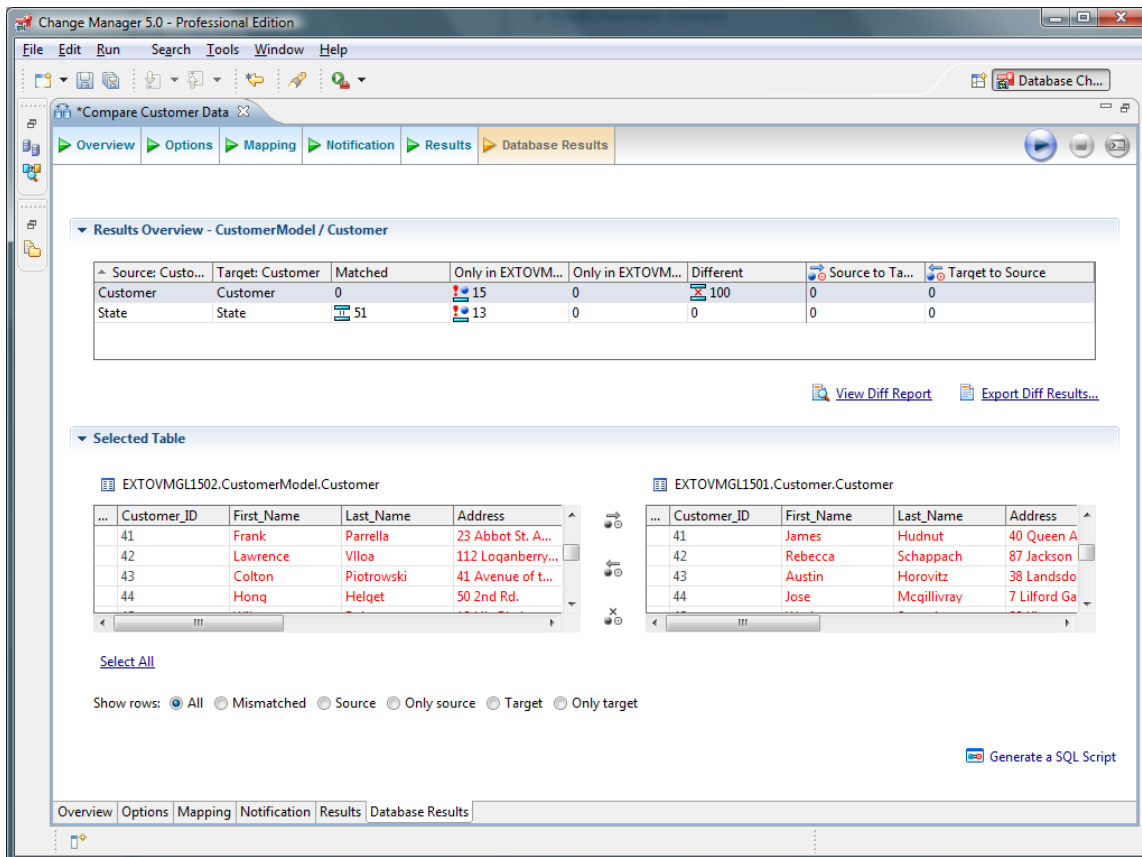 Change Manager 5.0 - Professional Edition
File Edit Run Search Tools Window Help
Database Ch...
*Compare Customer Data
Overview Options Mapping Notification Results Database Results
Results Overview - CustomerModel / Customer
Source: Custo... Target: Customer Matched Only in EXTOVM... Only in EXTOVM... Different Source to Ta... Target to Source
Customer Customer 0 15 0 100 0 0
State State 51 13 0 0 0 0
View Diff Report Export Diff Results...
Selected Table
EXTOVMGL1502.CustomerModel.Customer EXTOVMGL1501.Customer.Customer
... Customer_ID First_Name Last_Name Address ... Customer_ID First_Name Last_Name Address
41 Frank Parrella 23 Abbot St. A... 41 James Hudnut 40 Queen A
42 Lawrence Vlloa 112 Loganberry... 42 Rebecca Schappach 87 Jackson
43 Colton Piotrowski 41 Avenue of t... 43 Austin Horovitz 38 Landsdo
44 Hong Helget 50 2nd Rd. 44 Jose Mcgillivray 7 Lilford Ga
Select All
Show rows: All Mismatched Source Only source Target Only target
Generate a SQL Script
Overview Options Mapping Notification Results Database Results